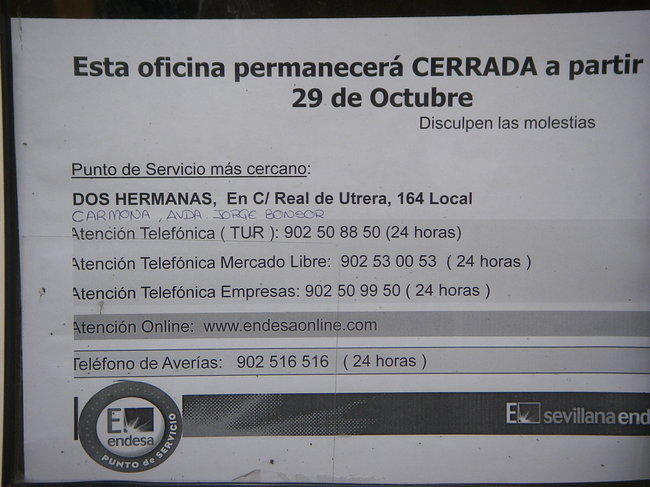 Esta oficina permanecerá CERRADA a partir
29 de Octubre
Disculpen las molestias
Punto de Servicio más cercano:
DOS HERMANAS, En C/ Real de Utrera, 164 Local
CARMONA, AVDA. JORGE BONSOR
Atención Telefónica ( TUR ): 902 50 88 50 (24 horas)
Atención Telefónica Mercado Libre: 902 53 00 53 ( 24 horas )
Atención Telefónica Empresas: 902 50 99 50 ( 24 horas )
Atención Online: www.endesaonline.com
Teléfono de Averías: 902 516 516 ( 24 horas )
E endesa
PUNTO de SERVICIO
E sevillana end